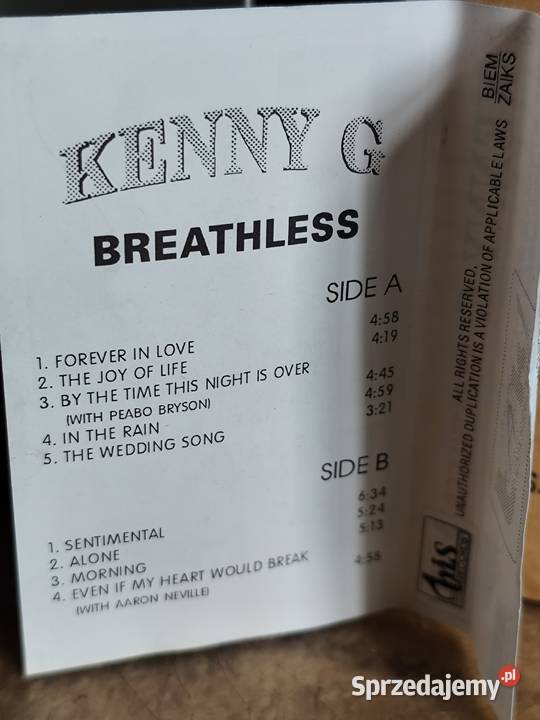 KENNY G
BREATHLESS
SIDE A
1. FOREVER IN LOVE 4:58
2. THE JOY OF LIFE 4:19
3. BY THE TIME THIS NIGHT IS OVER 4:45
(WITH PEABO BRYSON)
4. IN THE RAIN 4:59
5. THE WEDDING SONG 3:21
SIDE B
1. SENTIMENTAL 6:34
2. ALONE 5:24
3. MORNING 5:13
4. EVEN IF MY HEART WOULD BREAK 4:58
(WITH AARON NEVILLE)
ALL RIGHTS RESERVED.
UNAUTHORIZED DUPLICATION IS A VIOLATION OF APPLICABLE LAWS
BIEM
ZAIKS
Sprzedajemy.pl